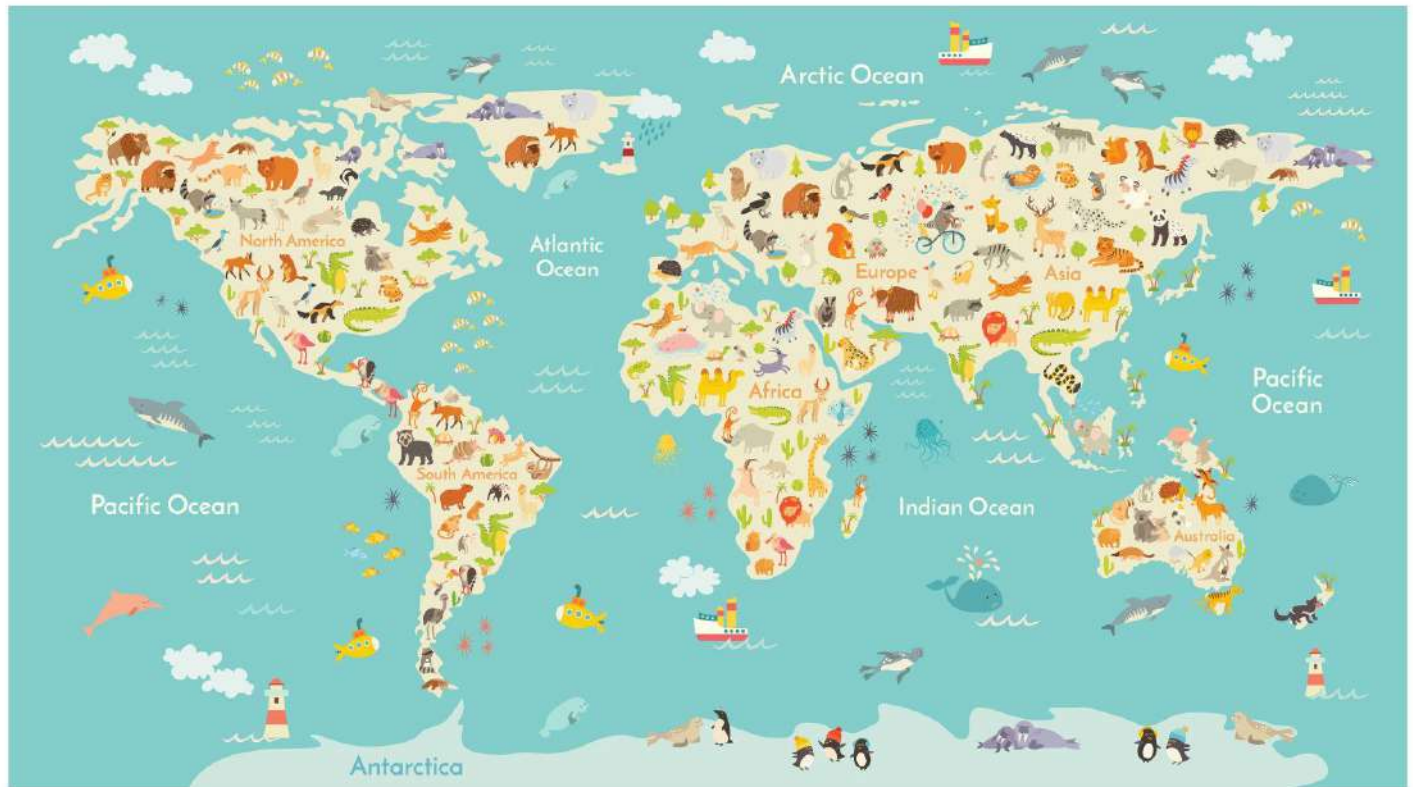 Arctic Ocean
North America
Atlantic
Ocean
Europe
Asia
Africa
Pacific
Ocean
South America
Pacific Ocean
Indian Ocean
Australia
Antarctica